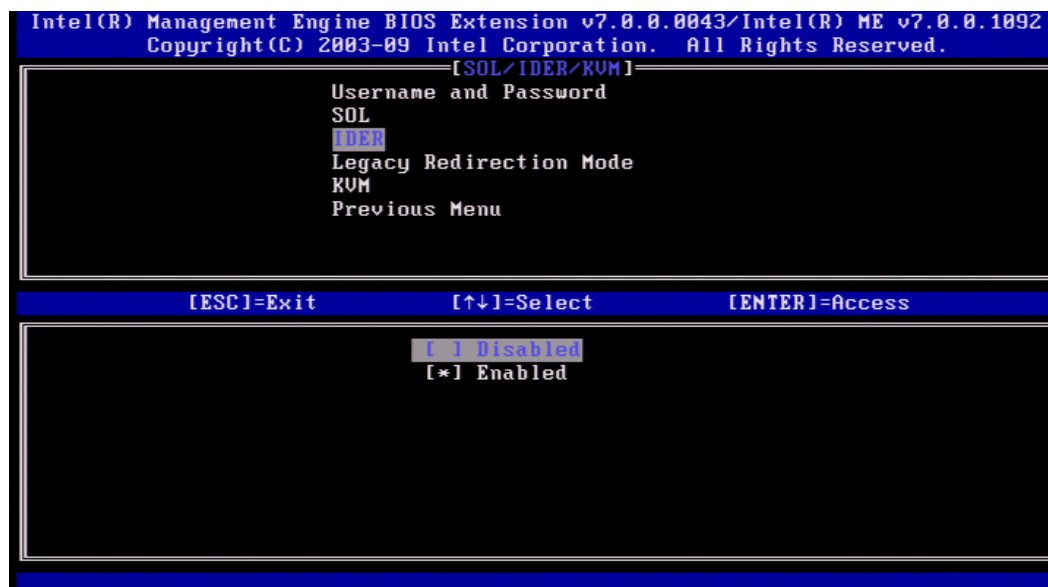 Intel(R) Management Engine BIOS Extension v7.0.0.0043/Intel(R) ME v7.0.0.1092
Copyright(C) 2003-09 Intel Corporation. All Rights Reserved.
[SOL/IDER/KVM]
Username and Password
SOL
IDER
Legacy Redirection Mode
KVM
Previous Menu
[ESC]=Exit [↑↓]=Select [ENTER]=Access
[ ] Disabled
[*] Enabled